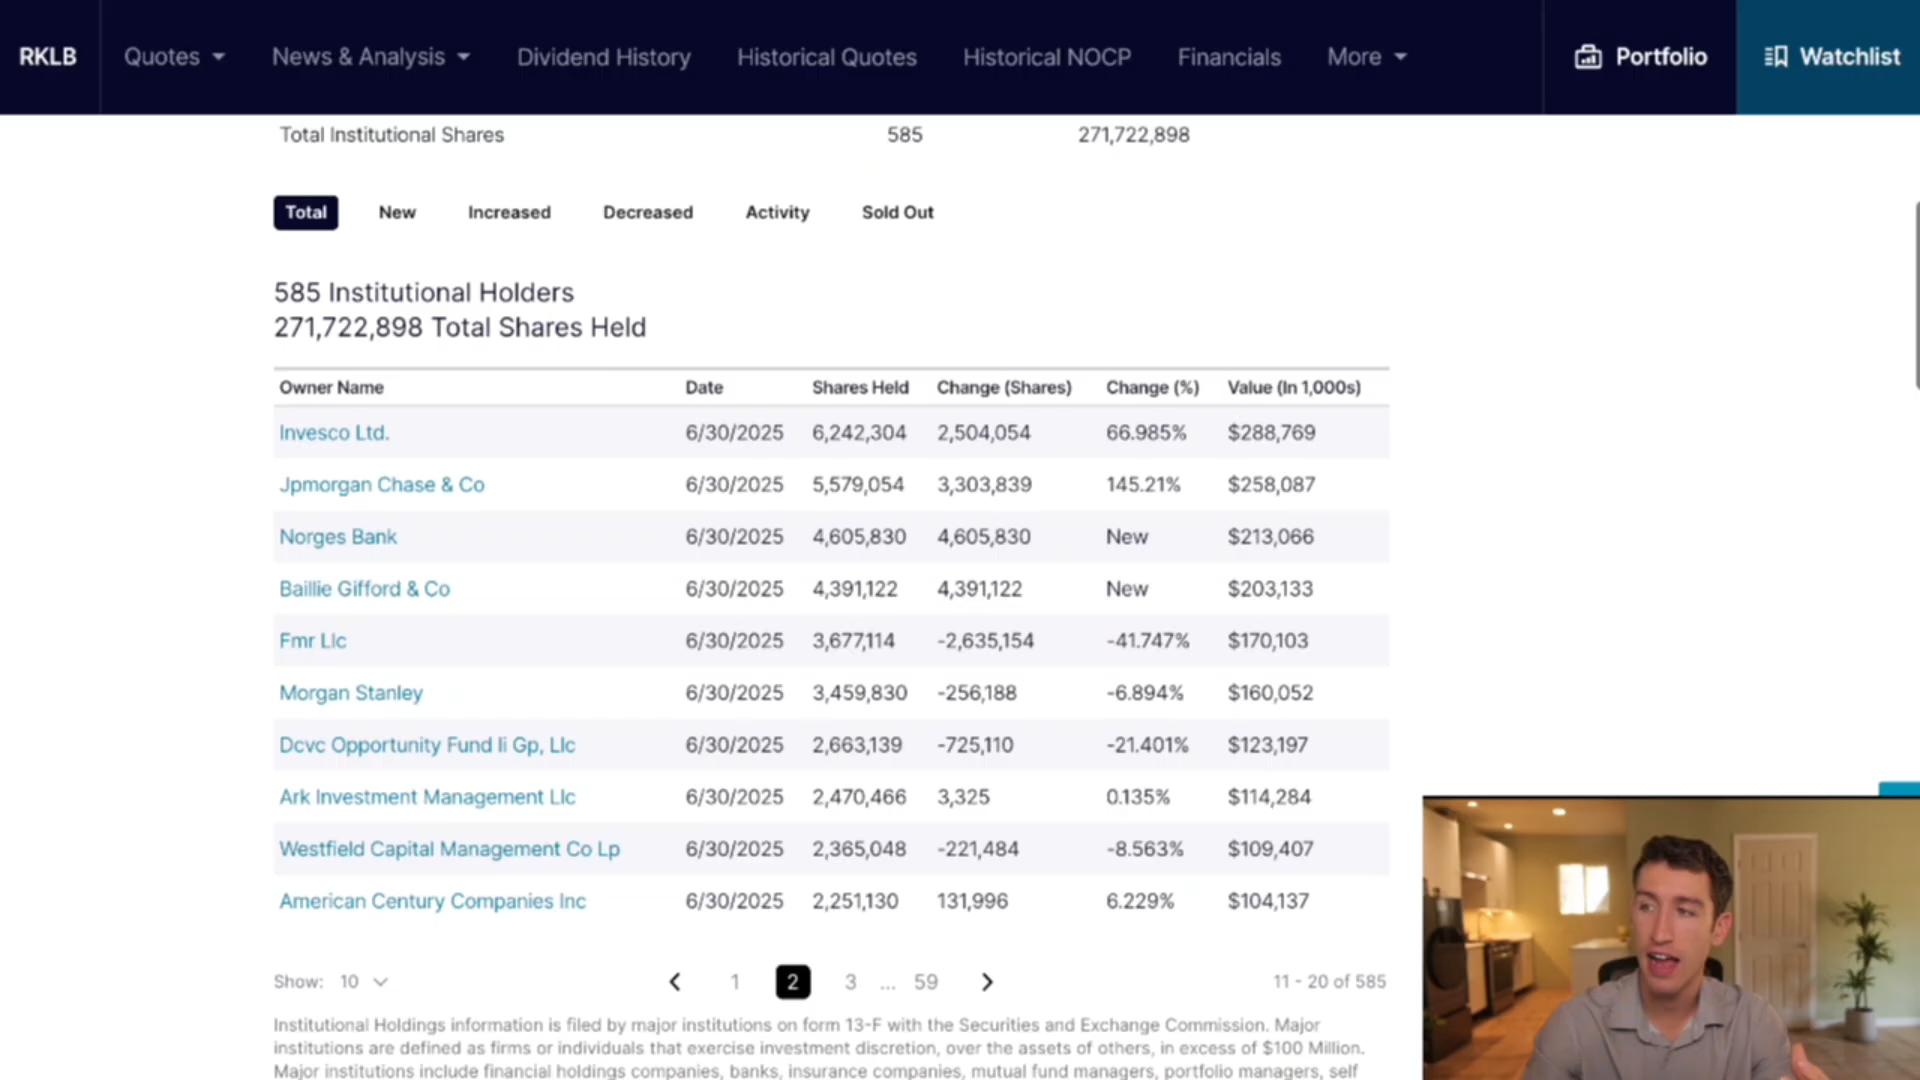 RKLB Quotes News & Analysis Dividend History Historical Quotes Historical NOCP Financials More Portfolio Watchlist
Total Institutional Shares 585 271,722,898
Total New Increased Decreased Activity Sold Out
585 Institutional Holders
271,722,898 Total Shares Held
Owner Name Date Shares Held Change (Shares) Change (%) Value (In 1,000s)
Invesco Ltd. 6/30/2025 6,242,304 2,504,054 66.985% $288,769
Jpmorgan Chase & Co 6/30/2025 5,579,054 3,303,839 145.21% $258,087
Norges Bank 6/30/2025 4,605,830 4,605,830 New $213,066
Baillie Gifford & Co 6/30/2025 4,391,122 4,391,122 New $203,133
Fmr Llc 6/30/2025 3,677,114 -2,635,154 -41.747% $170,103
Morgan Stanley 6/30/2025 3,459,830 -256,188 -6.894% $160,052
Dcvc Opportunity Fund Ii Gp, Llc 6/30/2025 2,663,139 -725,110 -21.401% $123,197
Ark Investment Management Llc 6/30/2025 2,470,466 3,325 0.135% $114,284
Westfield Capital Management Co Lp 6/30/2025 2,365,048 -221,484 -8.563% $109,407
American Century Companies Inc 6/30/2025 2,251,130 131,996 6.229% $104,137
Show: 10 1 2 3 ... 59 11 - 20 of 585
Institutional Holdings information is filed by major institutions on form 13-F with the Securities and Exchange Commission. Major
institutions are defined as firms or individuals that exercise investment discretion, over the assets of others, in excess of $100 Million.
Major institutions include financial holdings companies, banks, insurance companies, mutual fund managers, portfolio managers, self